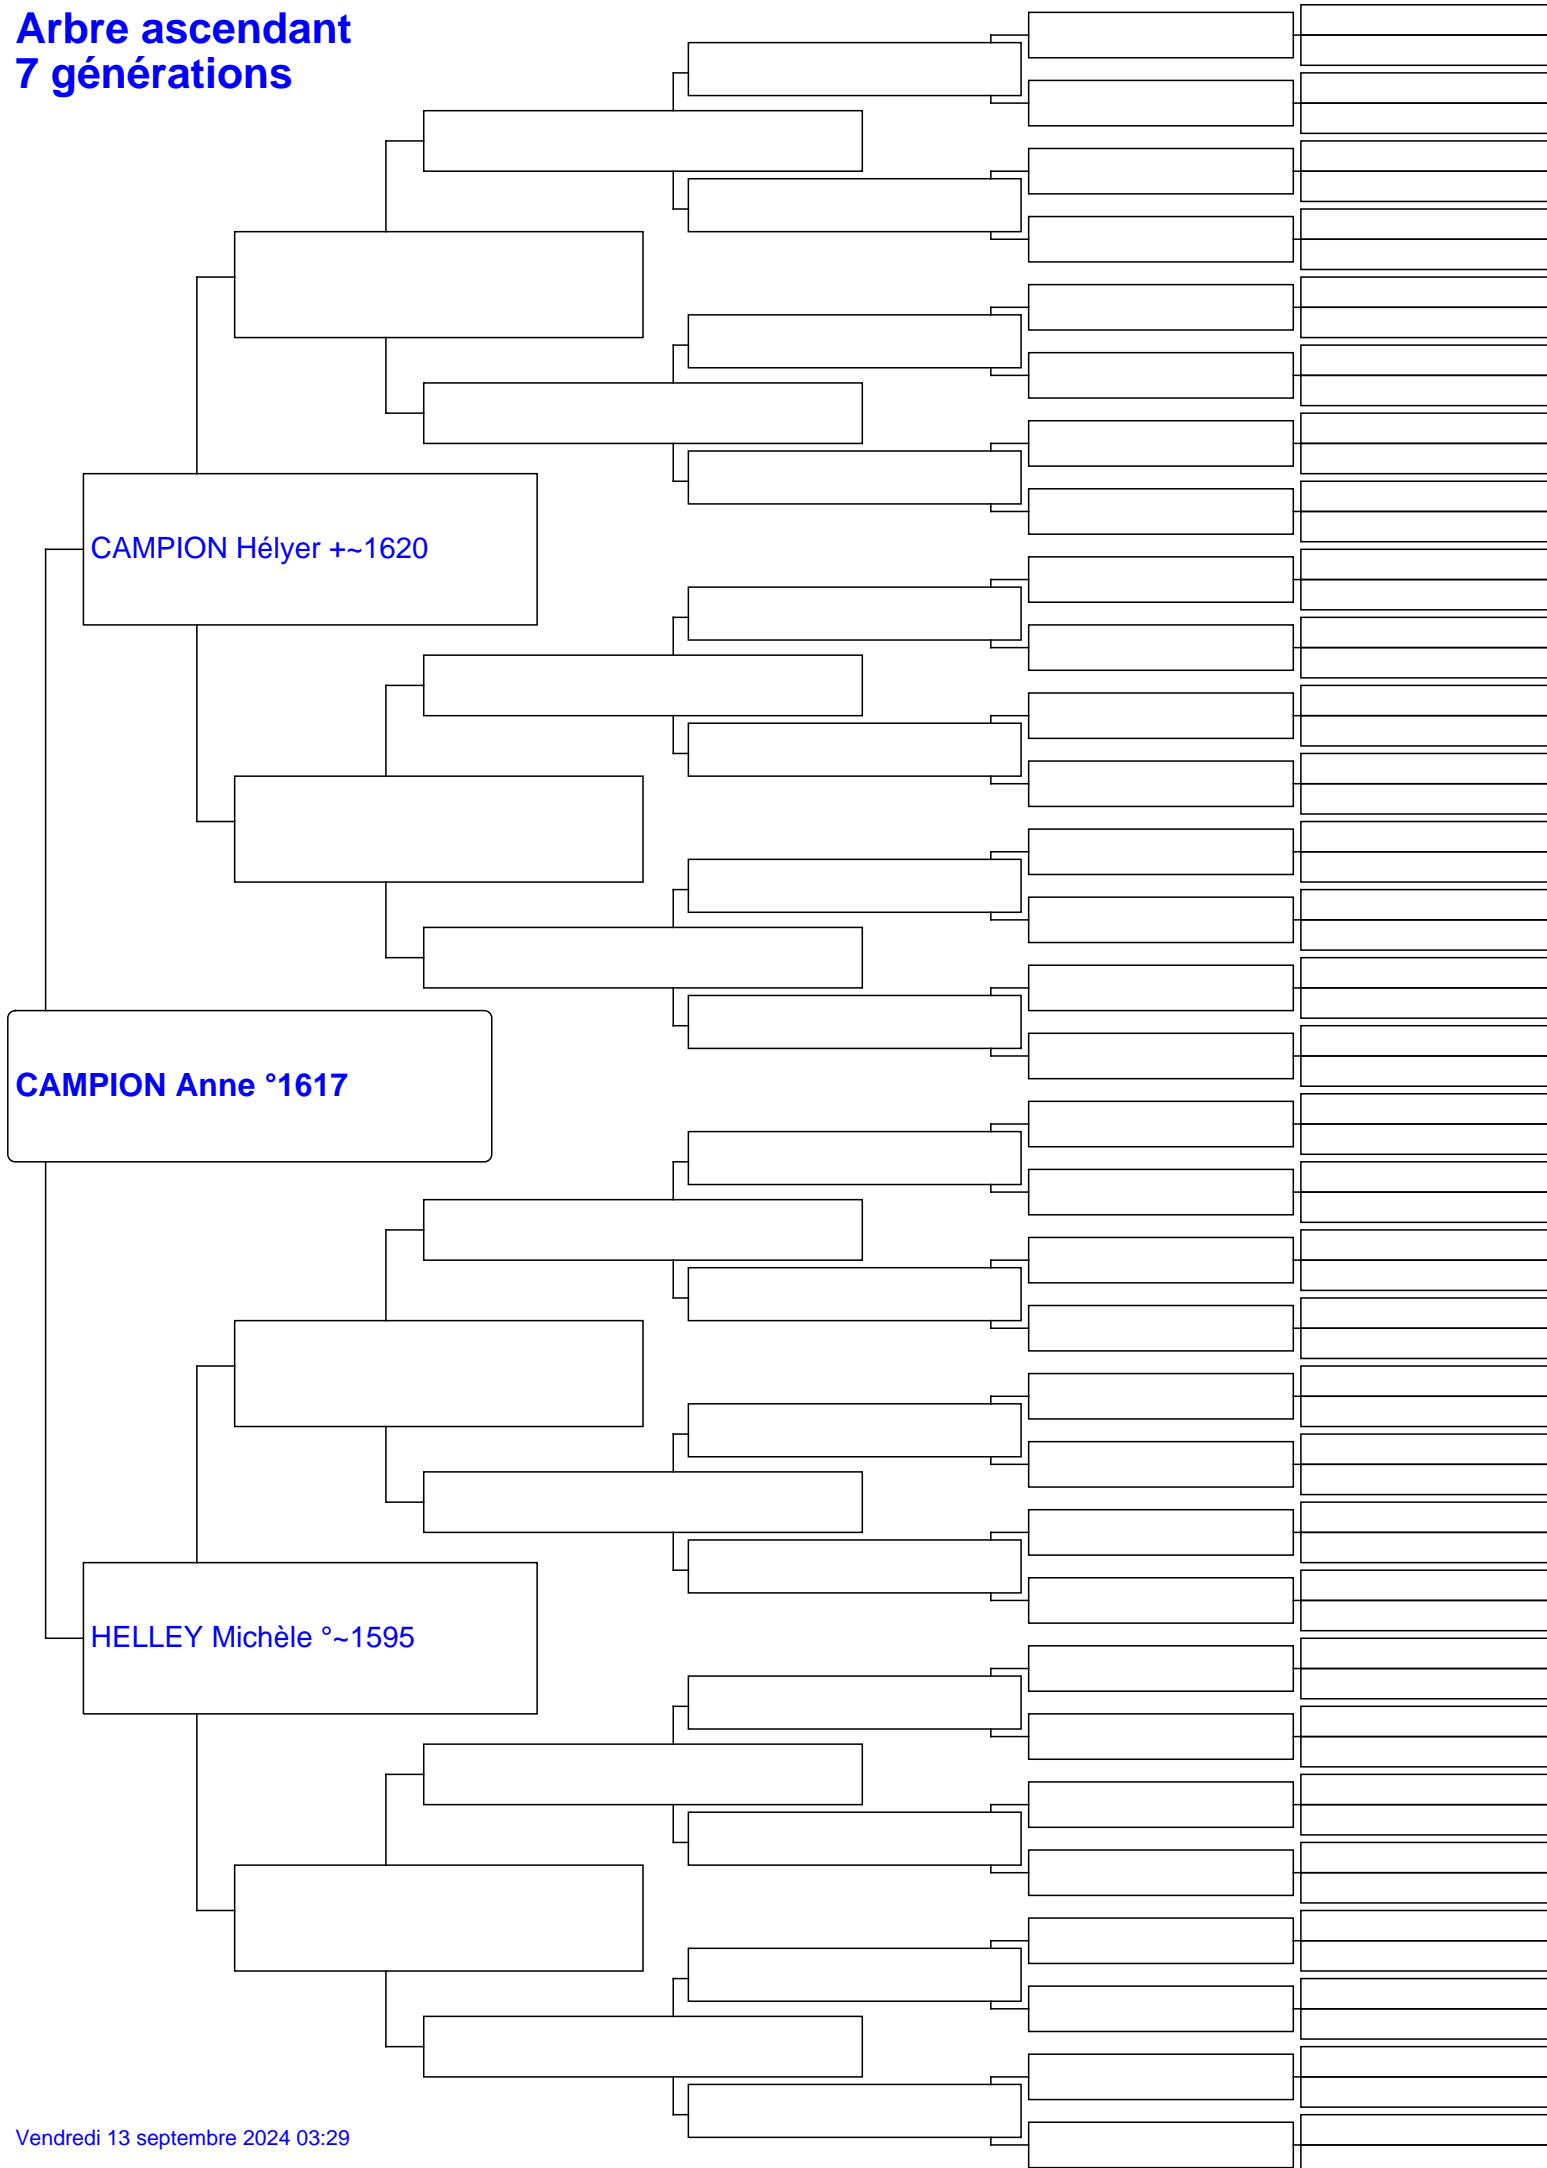 Arbre ascendant
7 générations
CAMPION Hélyer +~1620
CAMPION Anne °1617
HELLEY Michèle °~1595
Vendredi 13 septembre 2024 03:29